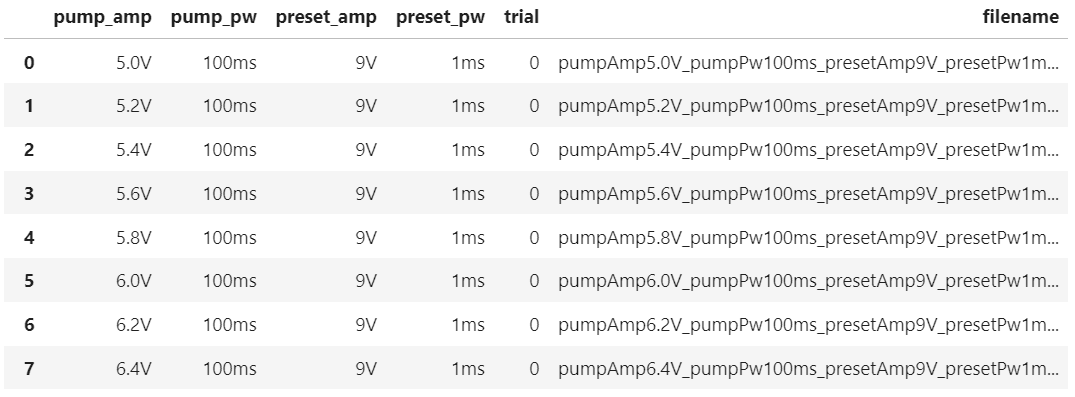 pump_amp pump_pw preset_amp preset_pw trial filename
0 5.0V 100ms 9V 1ms 0 pumpAmp5.0V_pumpPw100ms_presetAmp9V_presetPw1m...
1 5.2V 100ms 9V 1ms 0 pumpAmp5.2V_pumpPw100ms_presetAmp9V_presetPw1m...
2 5.4V 100ms 9V 1ms 0 pumpAmp5.4V_pumpPw100ms_presetAmp9V_presetPw1m...
3 5.6V 100ms 9V 1ms 0 pumpAmp5.6V_pumpPw100ms_presetAmp9V_presetPw1m...
4 5.8V 100ms 9V 1ms 0 pumpAmp5.8V_pumpPw100ms_presetAmp9V_presetPw1m...
5 6.0V 100ms 9V 1ms 0 pumpAmp6.0V_pumpPw100ms_presetAmp9V_presetPw1m...
6 6.2V 100ms 9V 1ms 0 pumpAmp6.2V_pumpPw100ms_presetAmp9V_presetPw1m...
7 6.4V 100ms 9V 1ms 0 pumpAmp6.4V_pumpPw100ms_presetAmp9V_presetPw1m...